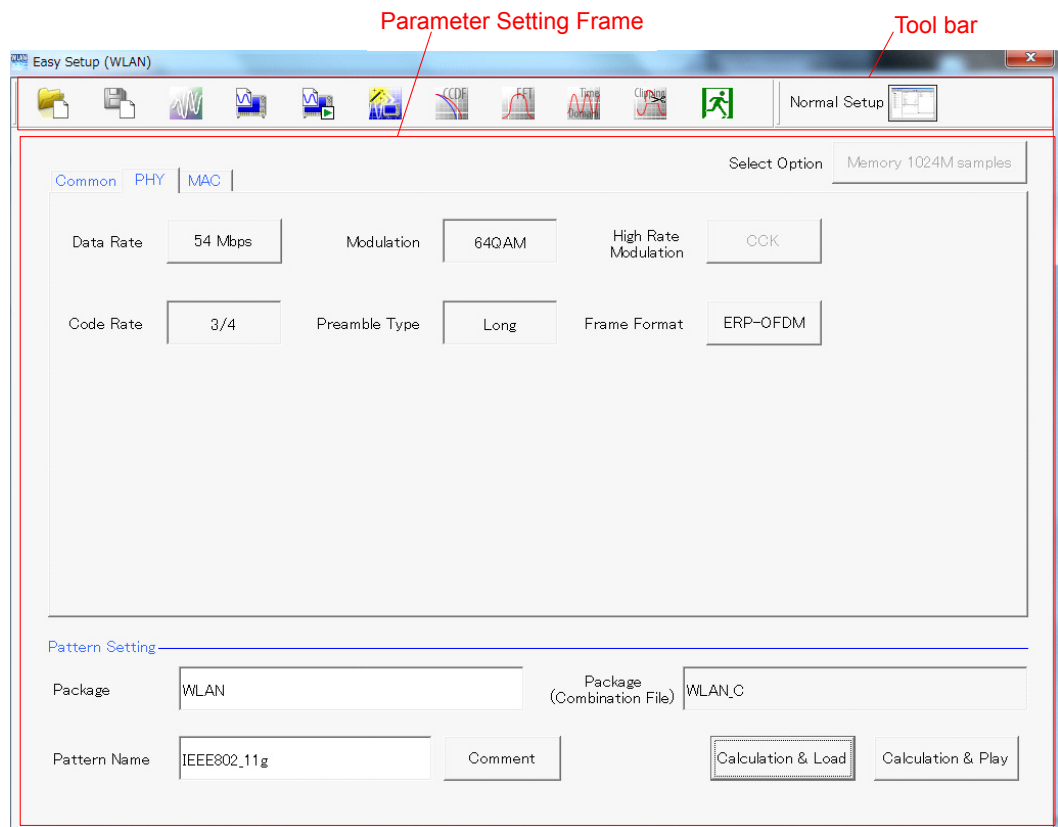 Parameter Setting Frame
Tool bar
WLAN
Easy Setup (WLAN)
x
CCDF
FFT
Time
Domain
Clipping
Normal Setup
Select Option
Memory 1024M samples
Common
PHY
MAC
Data Rate
54 Mbps
Modulation
64QAM
High Rate
Modulation
CCK
Code Rate
3/4
Preamble Type
Long
Frame Format
ERP-OFDM
Pattern Setting
Package
WLAN
Package
(Combination File)
WLAN_C
Pattern Name
IEEE802_11g
Comment
Calculation & Load
Calculation & Play